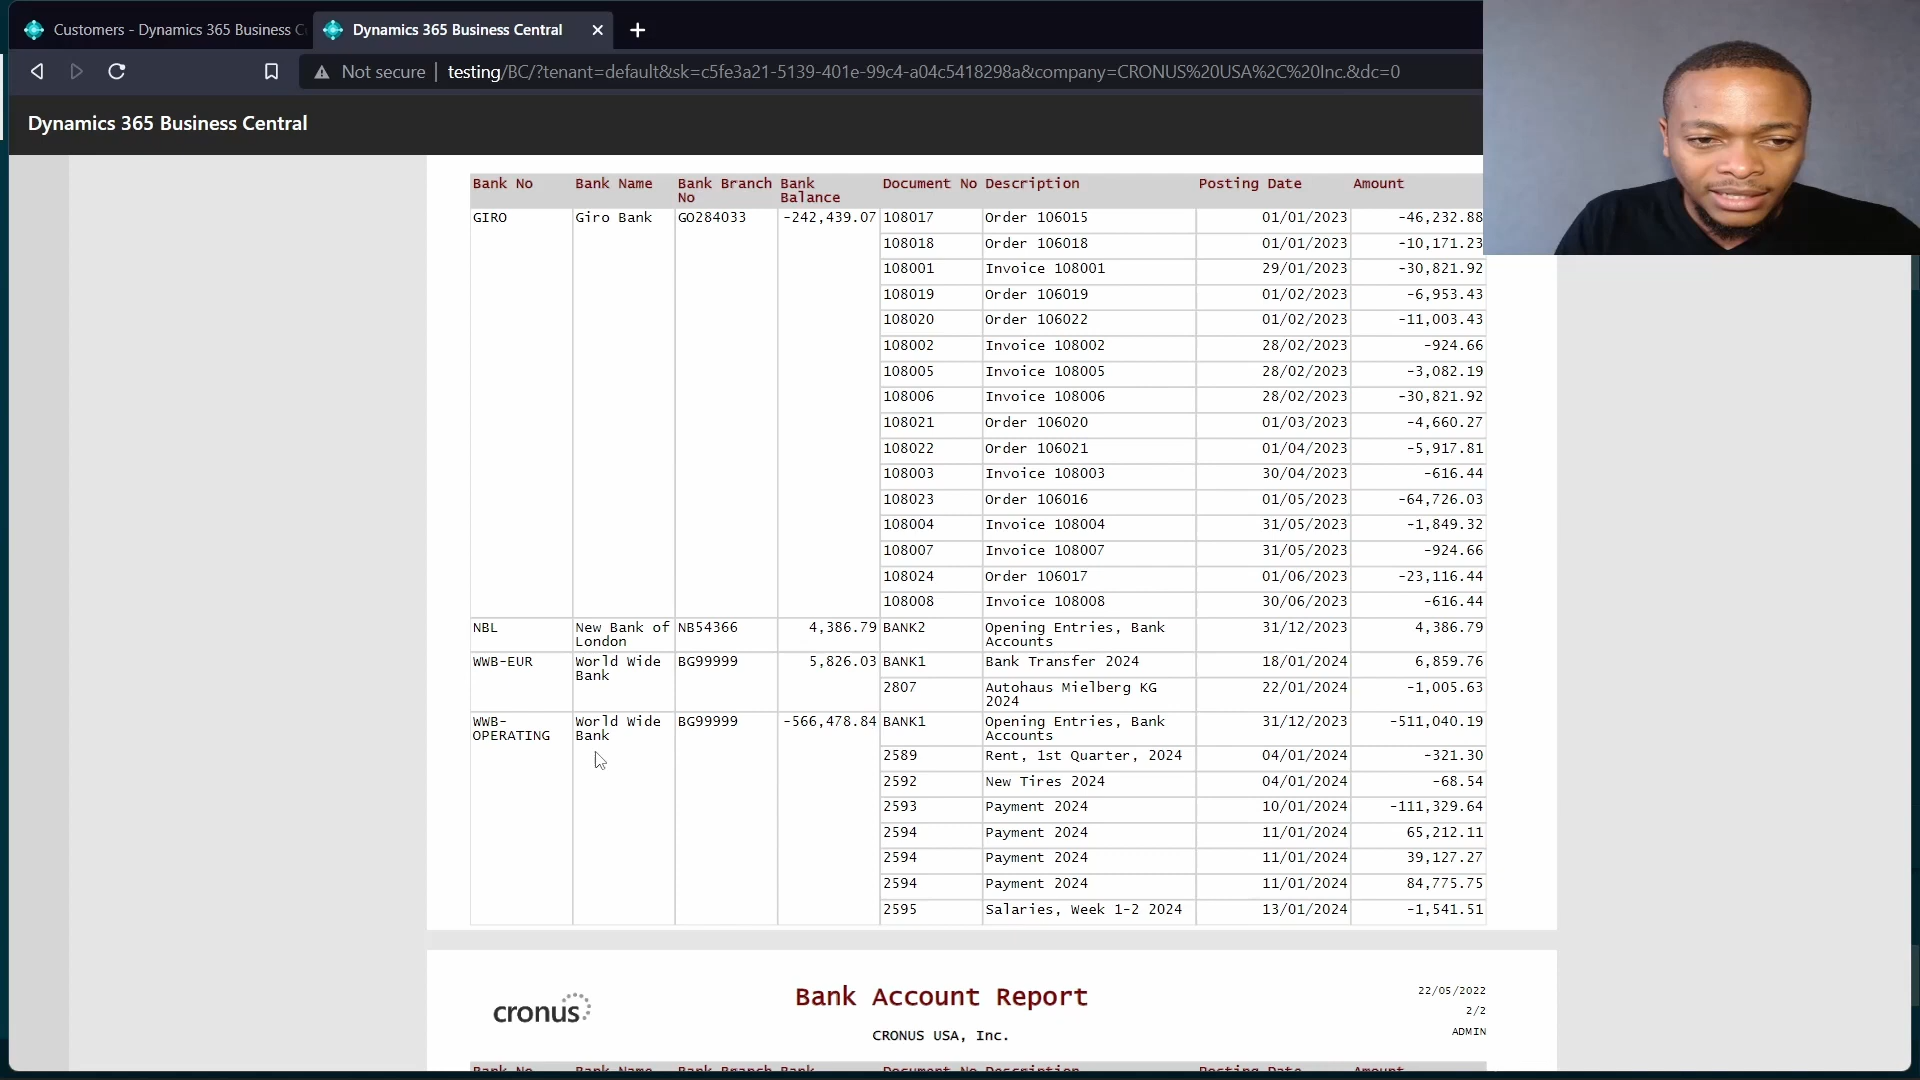 Customers - Dynamics 365 Business C
Dynamics 365 Business Central
Not secure | testing/BC/?tenant=default&sk=c5fe3a21-5139-401e-99c4-a04c5418298a&company=CRONUS%20USA%2C%20Inc.&dc=0
Dynamics 365 Business Central
Bank No Bank Name Bank Branch No Bank Balance Document No Description Posting Date Amount
GIRO Giro Bank GO284033 -242,439.07 108017 Order 106015 01/01/2023 -46,232.88
108018 Order 106018 01/01/2023 -10,171.23
108001 Invoice 108001 29/01/2023 -30,821.92
108019 Order 106019 01/02/2023 -6,953.43
108020 Order 106022 01/02/2023 -11,003.43
108002 Invoice 108002 28/02/2023 -924.66
108005 Invoice 108005 28/02/2023 -3,082.19
108006 Invoice 108006 28/02/2023 -30,821.92
108021 Order 106020 01/03/2023 -4,660.27
108022 Order 106021 01/04/2023 -5,917.81
108003 Invoice 108003 30/04/2023 -616.44
108023 Order 106016 01/05/2023 -64,726.03
108004 Invoice 108004 31/05/2023 -1,849.32
108007 Invoice 108007 31/05/2023 -924.66
108024 Order 106017 01/06/2023 -23,116.44
108008 Invoice 108008 30/06/2023 -616.44
NBL New Bank of London NB54366 4,386.79 BANK2 Opening Entries, Bank Accounts 31/12/2023 4,386.79
WWB-EUR World Wide Bank BG99999 5,826.03 BANK1 Bank Transfer 2024 18/01/2024 6,859.76
2807 Autohaus Mielberg KG 2024 22/01/2024 -1,005.63
WWB-OPERATING World Wide Bank BG99999 -566,478.84 BANK1 Opening Entries, Bank Accounts 31/12/2023 -511,040.19
2589 Rent, 1st Quarter, 2024 04/01/2024 -321.30
2592 New Tires 2024 04/01/2024 -68.54
2593 Payment 2024 10/01/2024 -111,329.64
2594 Payment 2024 11/01/2024 65,212.11
2594 Payment 2024 11/01/2024 39,127.27
2594 Payment 2024 11/01/2024 84,775.75
2595 Salaries, Week 1-2 2024 13/01/2024 -1,541.51
cronus
Bank Account Report
22/05/2022
2/2
CRONUS USA, Inc.
ADMIN
Bank No Bank Name Bank Branch Bank Document No Description Posting Date Amount